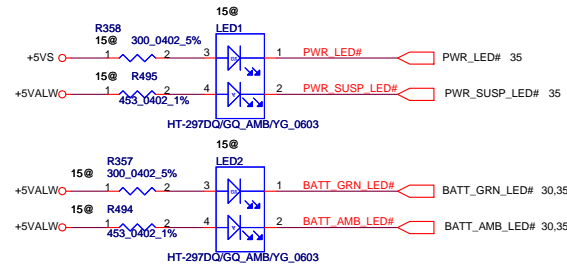 15@
R358
LED1
15@
300_0402_5%
+5VS
1
2
3
1
PWR_LED#
PWR_LED# 35
15@
R495
+5VALW
1
2
4
2
PWR_SUSP_LED#
PWR_SUSP_LED# 35
453_0402_1%
HT-297DQ/GQ_AMB/YG_0603
15@
R357
LED2
15@
300_0402_5%
+5VALW
1
2
3
1
BATT_GRN_LED#
BATT_GRN_LED# 30,35
15@
R494
+5VALW
1
2
4
2
BATT_AMB_LED#
BATT_AMB_LED# 30,35
453_0402_1%
HT-297DQ/GQ_AMB/YG_0603